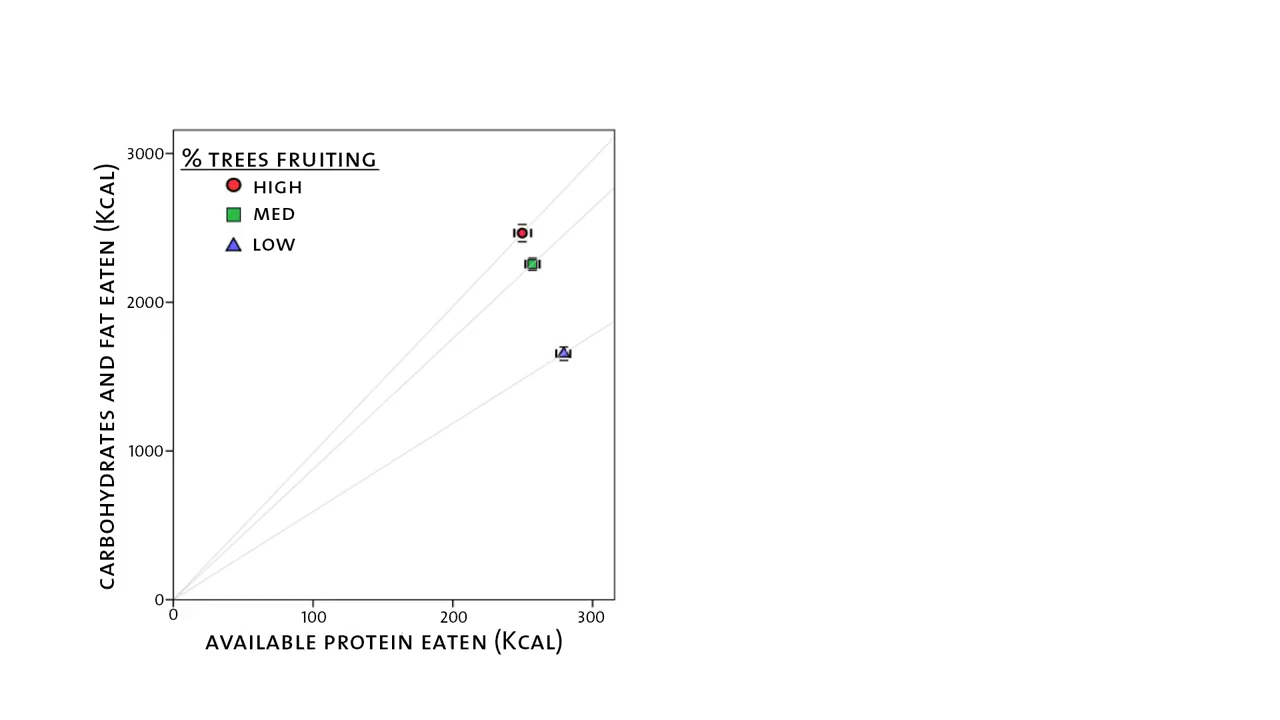 % TREES FRUITING
HIGH
MED
LOW
CARBOHYDRATES AND FAT EATEN (KCAL)
3000
2000
1000
0
0
100
200
300
AVAILABLE PROTEIN EATEN (KCAL)